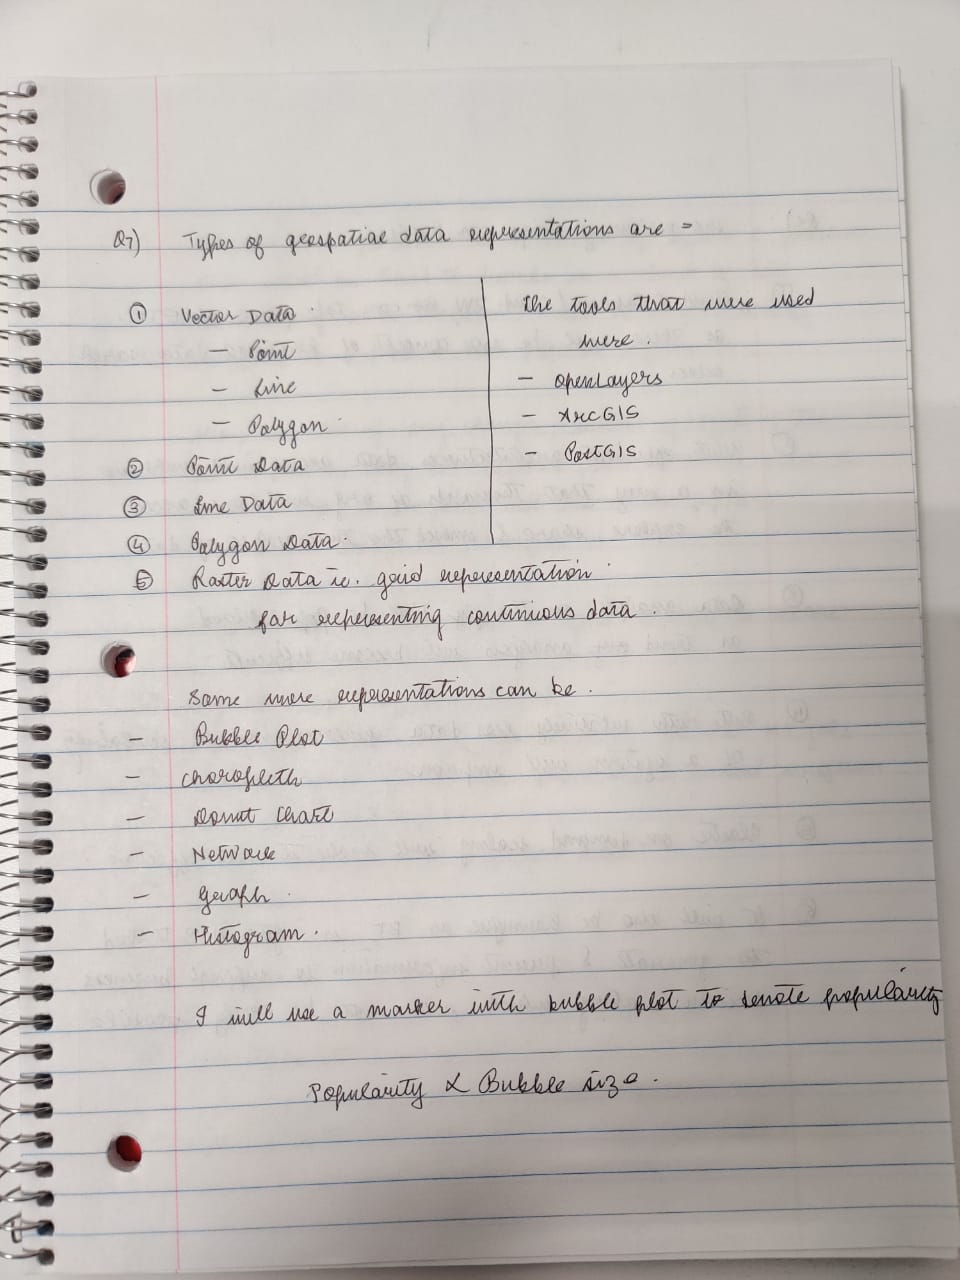 Q7) Types of geospatial data representations are =
① Vector Data.
- Point
- Line
- Polygon.
② Point Data
③ Line Data
④ Polygon Data.
⑤ Raster Data ie. grid representation.
for representing continuous data.
The tools that were used
were.
- OpenLayers
- ArcGIS
- PostGIS
Some more representations can be.
- Bubble Plot
- Choropleth
- Donut Chart
- Network
- Graph.
- Histogram.
I will use a marker with bubble plot to denote popularity
Popularity ∝ Bubble size.